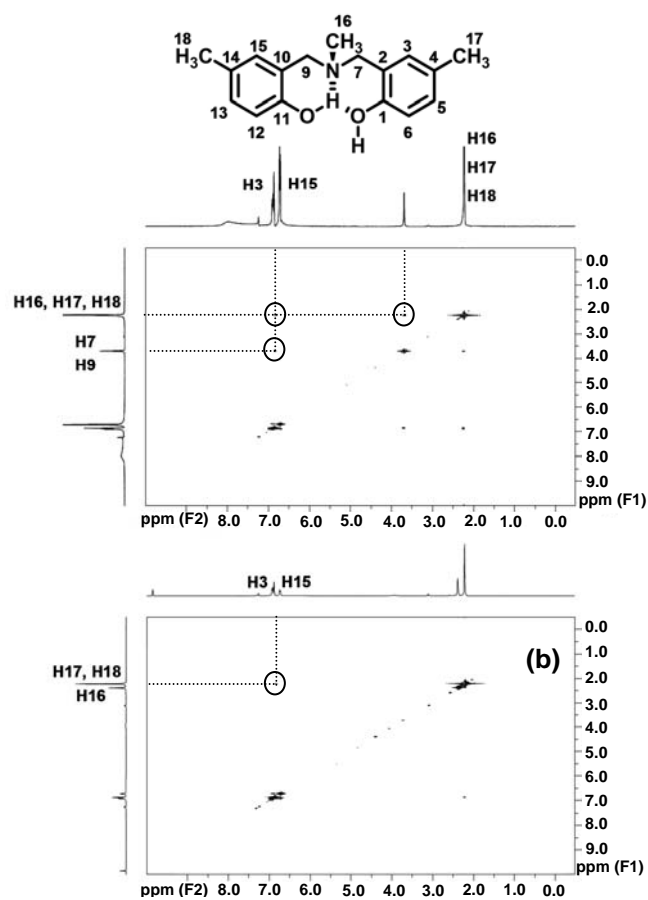 16
18
CH₃
17
H₃C
15
10
2
3
CH₃
14
9
N
7
4
13
H
5
12
11
O
O
1
6
H
H16
H3
H15
H17
H18
0.0
1.0
H16, H17, H18
2.0
3.0
H7
4.0
H9
5.0
6.0
7.0
8.0
9.0
ppm (F2) 8.0 7.0 6.0 5.0 4.0 3.0 2.0 1.0 0.0
ppm (F1)
H3 H15
0.0
(b)
1.0
H17, H18
2.0
H16
3.0
4.0
5.0
6.0
7.0
8.0
9.0
ppm (F2) 8.0 7.0 6.0 5.0 4.0 3.0 2.0 1.0 0.0
ppm (F1)